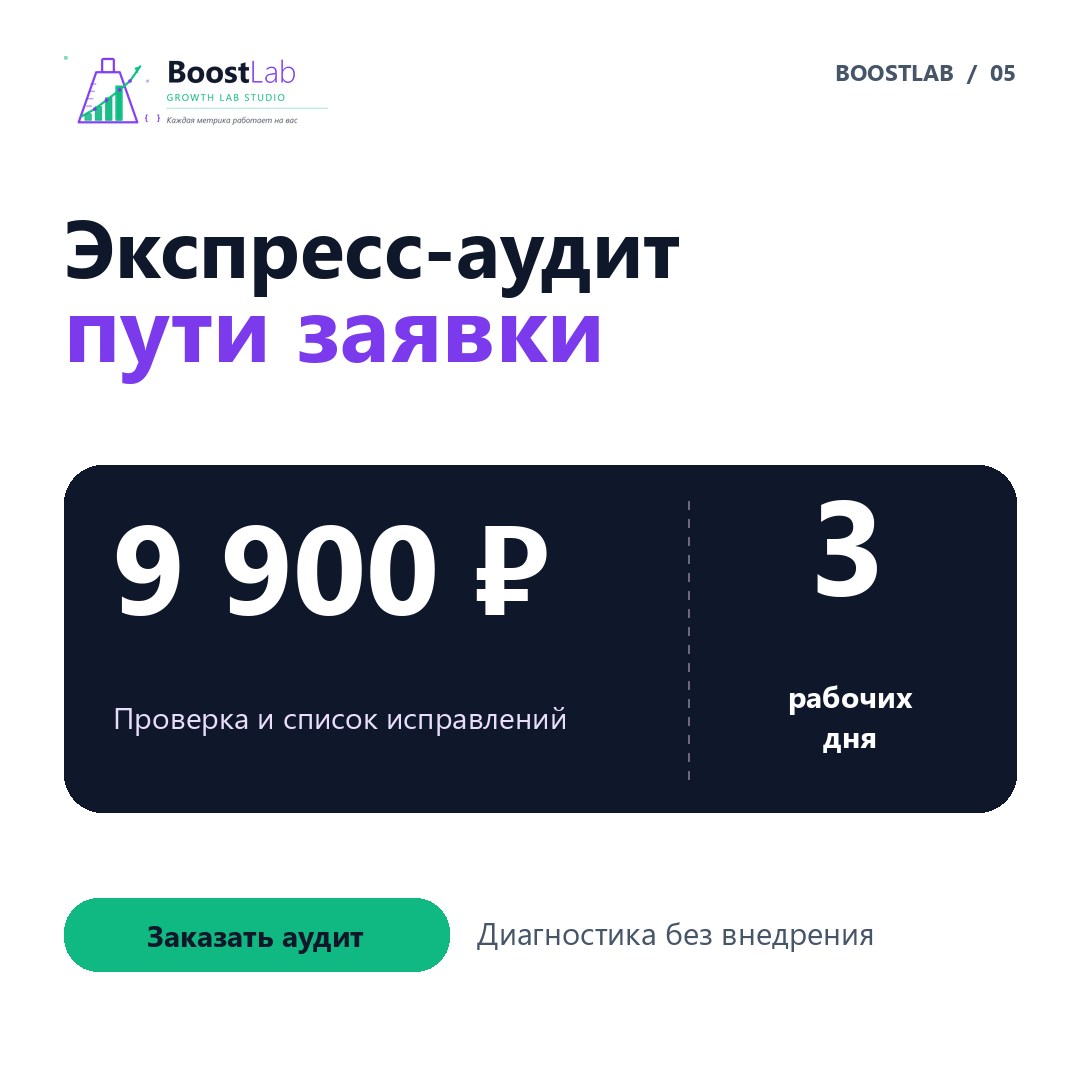 BoostLab
GROWTH LAB STUDIO
{ } Каждая метрика работает на вас
BOOSTLAB / 05
Экспресс-аудит
пути заявки
9 900 ₽
Проверка и список исправлений
3
рабочих
дня
Заказать аудит
Диагностика без внедрения